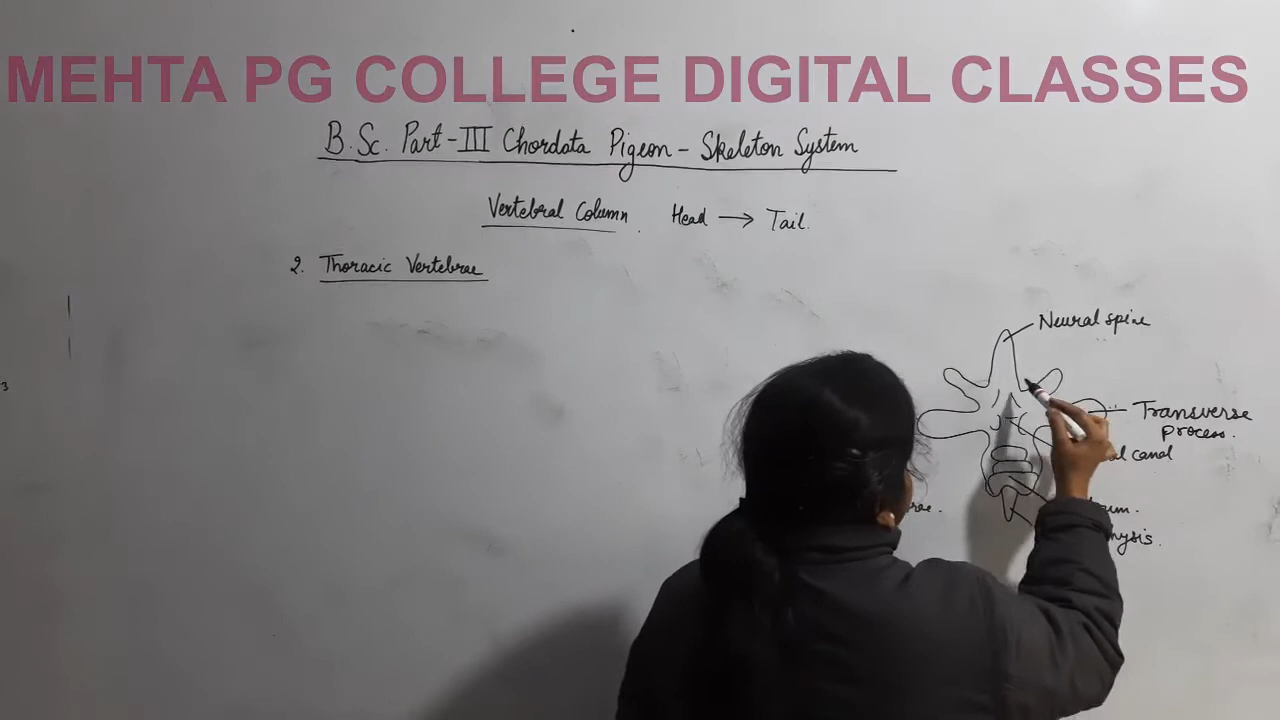 MEHTA PG COLLEGE DIGITAL CLASSES
B.Sc. Part-III Chordata Pigeon - Skeleton System
Vertebral Column. Head → Tail.
2. Thoracic Vertebrae
Neural spine
Transverse
process.
canal